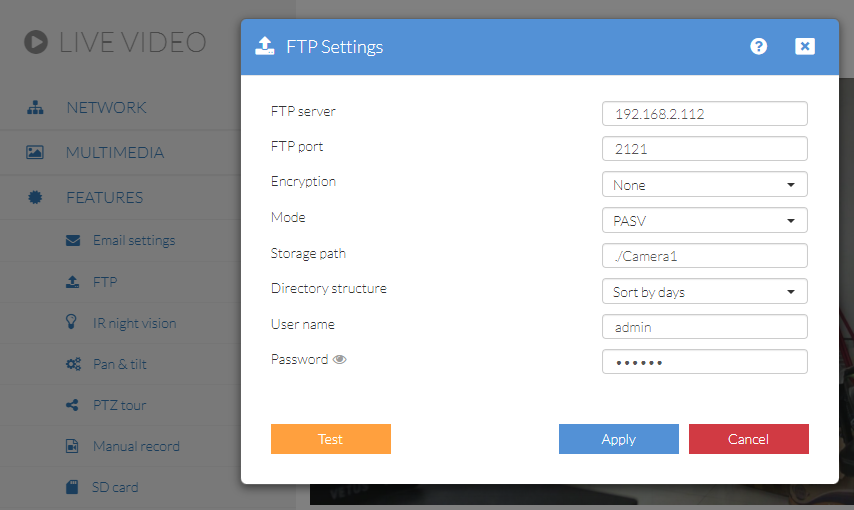 LIVE VIDEO
NETWORK
MULTIMEDIA
FEATURES
Email settings
FTP
IR night vision
Pan & tilt
PTZ tour
Manual record
SD card
FTP Settings
FTP server 192.168.2.112
FTP port 2121
Encryption None
Mode PASV
Storage path ./Camera1
Directory structure Sort by days
User name admin
Password ••••••
Test Apply Cancel